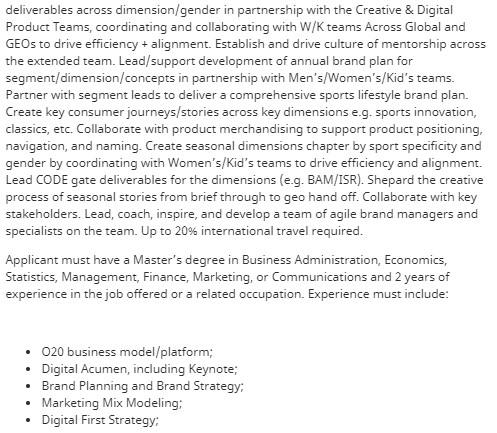 deliverables across dimension/gender in partnership with the Creative & Digital
Product Teams, coordinating and collaborating with W/K teams Across Global and
GEOs to drive efficiency + alignment. Establish and drive culture of mentorship across
the extended team. Lead/support development of annual brand plan for
segment/dimension/concepts in partnership with Men's/Women's/Kid's teams.
Partner with segment leads to deliver a comprehensive sports lifestyle brand plan.
Create key consumer journeys/stories across key dimensions e.g. sports innovation,
classics, etc. Collaborate with product merchandising to support product positioning,
navigation, and naming. Create seasonal dimensions chapter by sport specificity and
gender by coordinating with Women's/Kid's teams to drive efficiency and alignment.
Lead CODE gate deliverables for the dimensions (e.g. BAM/ISR). Shepard the creative
process of seasonal stories from brief through to geo hand off. Collaborate with key
stakeholders. Lead, coach, inspire, and develop a team of agile brand managers and
specialists on the team. Up to 20% international travel required.
Applicant must have a Master's degree in Business Administration, Economics,
Statistics, Management, Finance, Marketing, or Communications and 2 years of
experience in the job offered or a related occupation. Experience must include:
• O20 business model/platform;
• Digital Acumen, including Keynote;
• Brand Planning and Brand Strategy;
• Marketing Mix Modeling;
• Digital First Strategy;